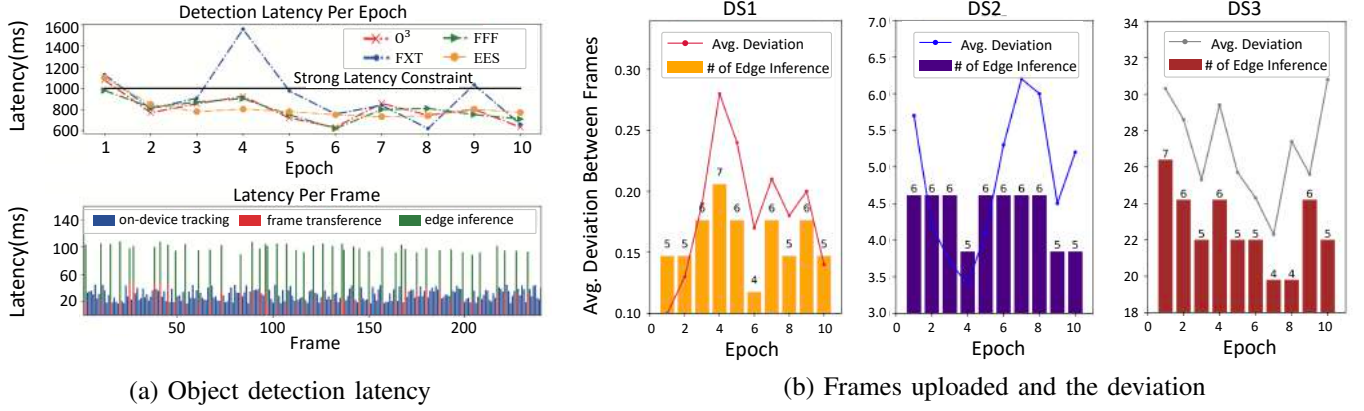 Detection Latency Per Epoch
Latency(ms)
1600
1400
1200
1000
800
600
O³
FFF
FXT
EES
Strong Latency Constraint
1 2 3 4 5 6 7 8 9 10
Epoch
Latency Per Frame
Latency(ms)
140
100
60
20
on-device tracking
frame transference
edge inference
50 100 150 200
Frame
(a) Object detection latency
DS1
Avg. Deviation Between Frames
0.30
0.25
0.20
0.15
0.10
Avg. Deviation
# of Edge Inference
5 5 6 7 6 4 6 5 6 5
0 2 4 6 8 10
Epoch
DS2
7.0
6.5
6.0
5.5
5.0
4.5
4.0
3.5
3.0
Avg. Deviation
# of Edge Inference
6 6 6 5 6 6 6 6 5 5
0 2 4 6 8 10
Epoch
DS3
34
32
30
28
26
24
22
20
18
Avg. Deviation
# of Edge Inference
7 6 5 6 5 5 4 4 6 5
0 2 4 6 8 10
Epoch
(b) Frames uploaded and the deviation